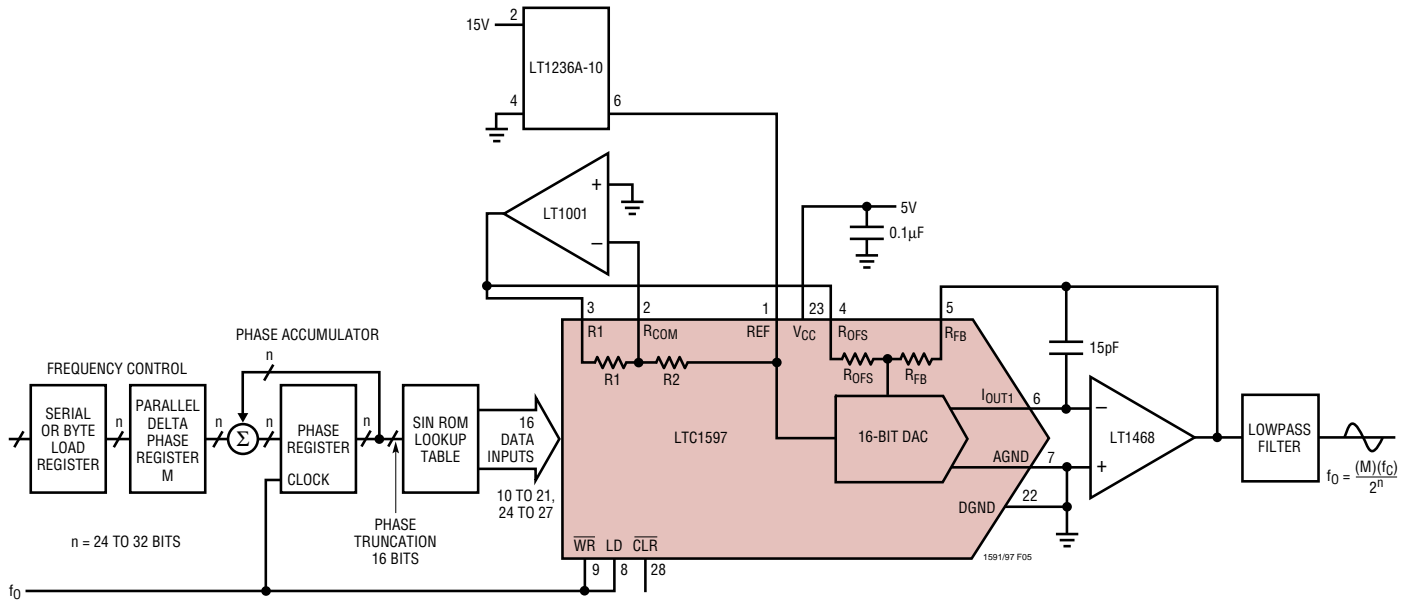 2
15V
LT1236A-10
4
6
+
LT1001
–
5V
0.1µF
3
2
1
23
4
5
R1
RCOM
REF
VCC
ROFS
RFB
R1
R2
ROFS
RFB
15pF
PHASE ACCUMULATOR
n
FREQUENCY CONTROL
SERIAL
OR BYTE
LOAD
REGISTER
n
PARALLEL
DELTA
PHASE
REGISTER
M
n
Σ
n
PHASE
REGISTER
CLOCK
n
SIN ROM
LOOKUP
TABLE
16
DATA
INPUTS
10 TO 21,
24 TO 27
LTC1597
16-BIT DAC
IOUT1
6
AGND
7
DGND
22
–
LT1468
+
LOWPASS
FILTER
fO = (M)(fC)
2n
PHASE
TRUNCATION
16 BITS
n = 24 TO 32 BITS
WR
LD
CLR
9
8
28
1591/97 F05
fO